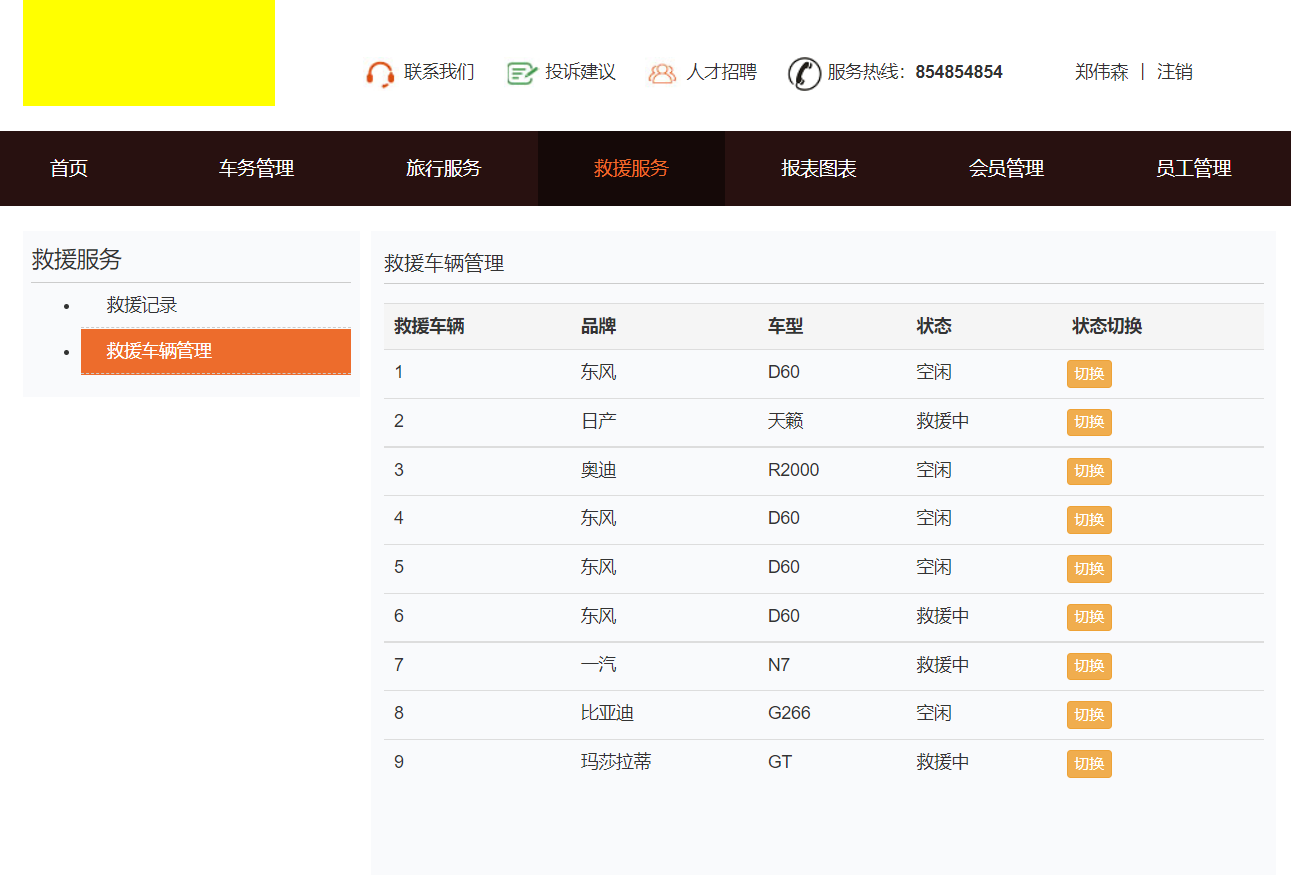 联系我们 投诉建议 人才招聘 服务热线：854854854 郑伟森 | 注销
首页 车务管理 旅行服务 救援服务 报表图表 会员管理 员工管理
救援服务
救援记录
救援车辆管理
救援车辆管理
救援车辆 品牌 车型 状态 状态切换
1 东风 D60 空闲 切换
2 日产 天籁 救援中 切换
3 奥迪 R2000 空闲 切换
4 东风 D60 空闲 切换
5 东风 D60 空闲 切换
6 东风 D60 救援中 切换
7 一汽 N7 救援中 切换
8 比亚迪 G266 空闲 切换
9 玛莎拉蒂 GT 救援中 切换